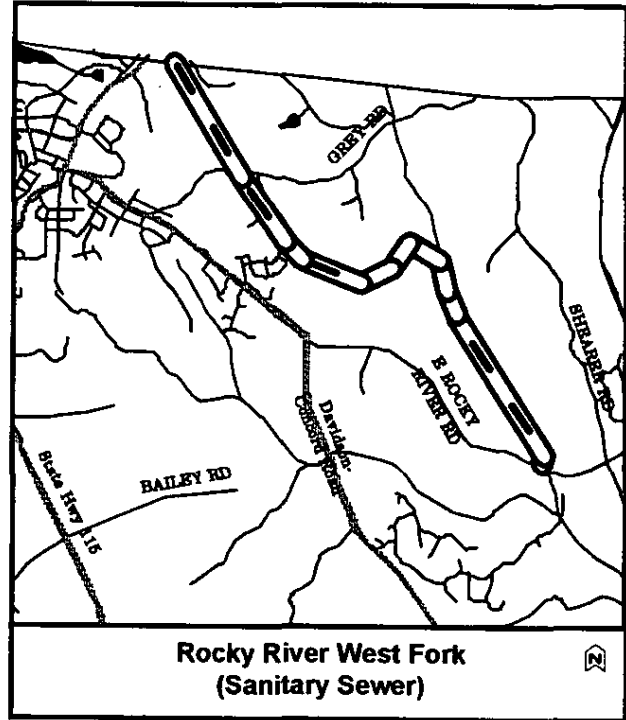 GREY RD
SHEARER RD
E ROCKY
RIVER RD
Davidson-
Concord Road
BAILEY RD
State Hwy 115
Rocky River West Fork
(Sanitary Sewer)
N